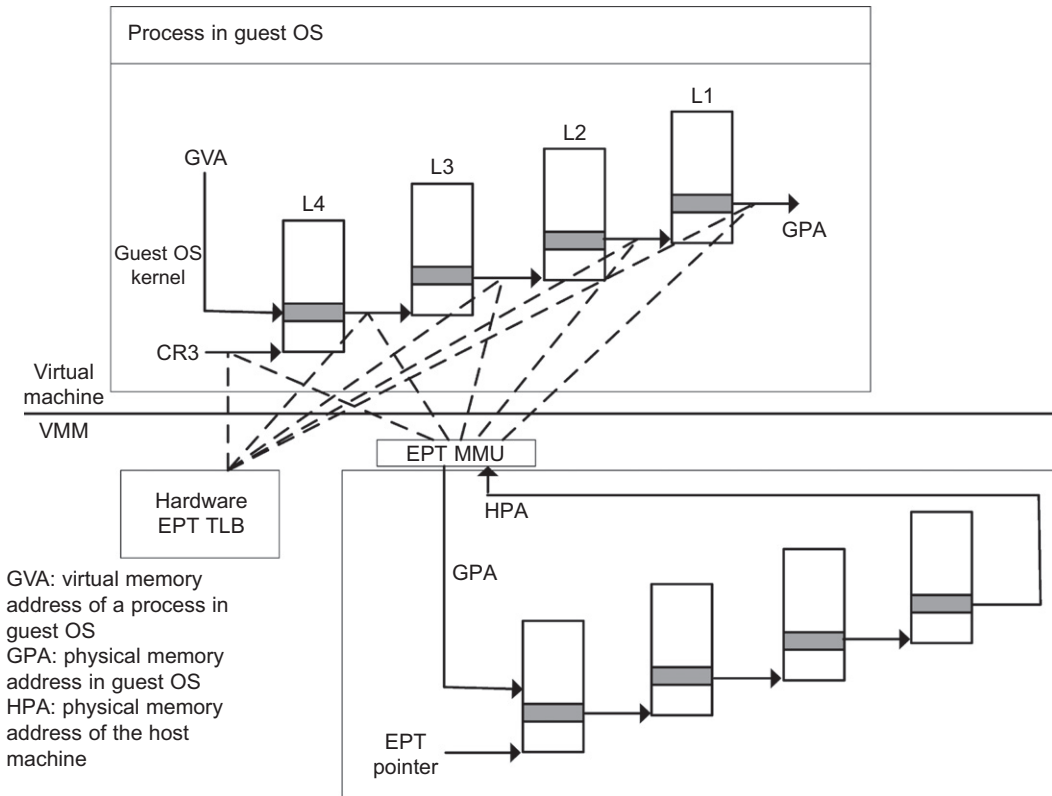 Process in guest OS
L1
L2
L3
L4
GVA
GPA
Guest OS
kernel
CR3
Virtual
machine
VMM
EPT MMU
Hardware
EPT TLB
HPA
GPA
GVA: virtual memory
address of a process in
guest OS
GPA: physical memory
address in guest OS
HPA: physical memory
address of the host
machine
EPT
pointer